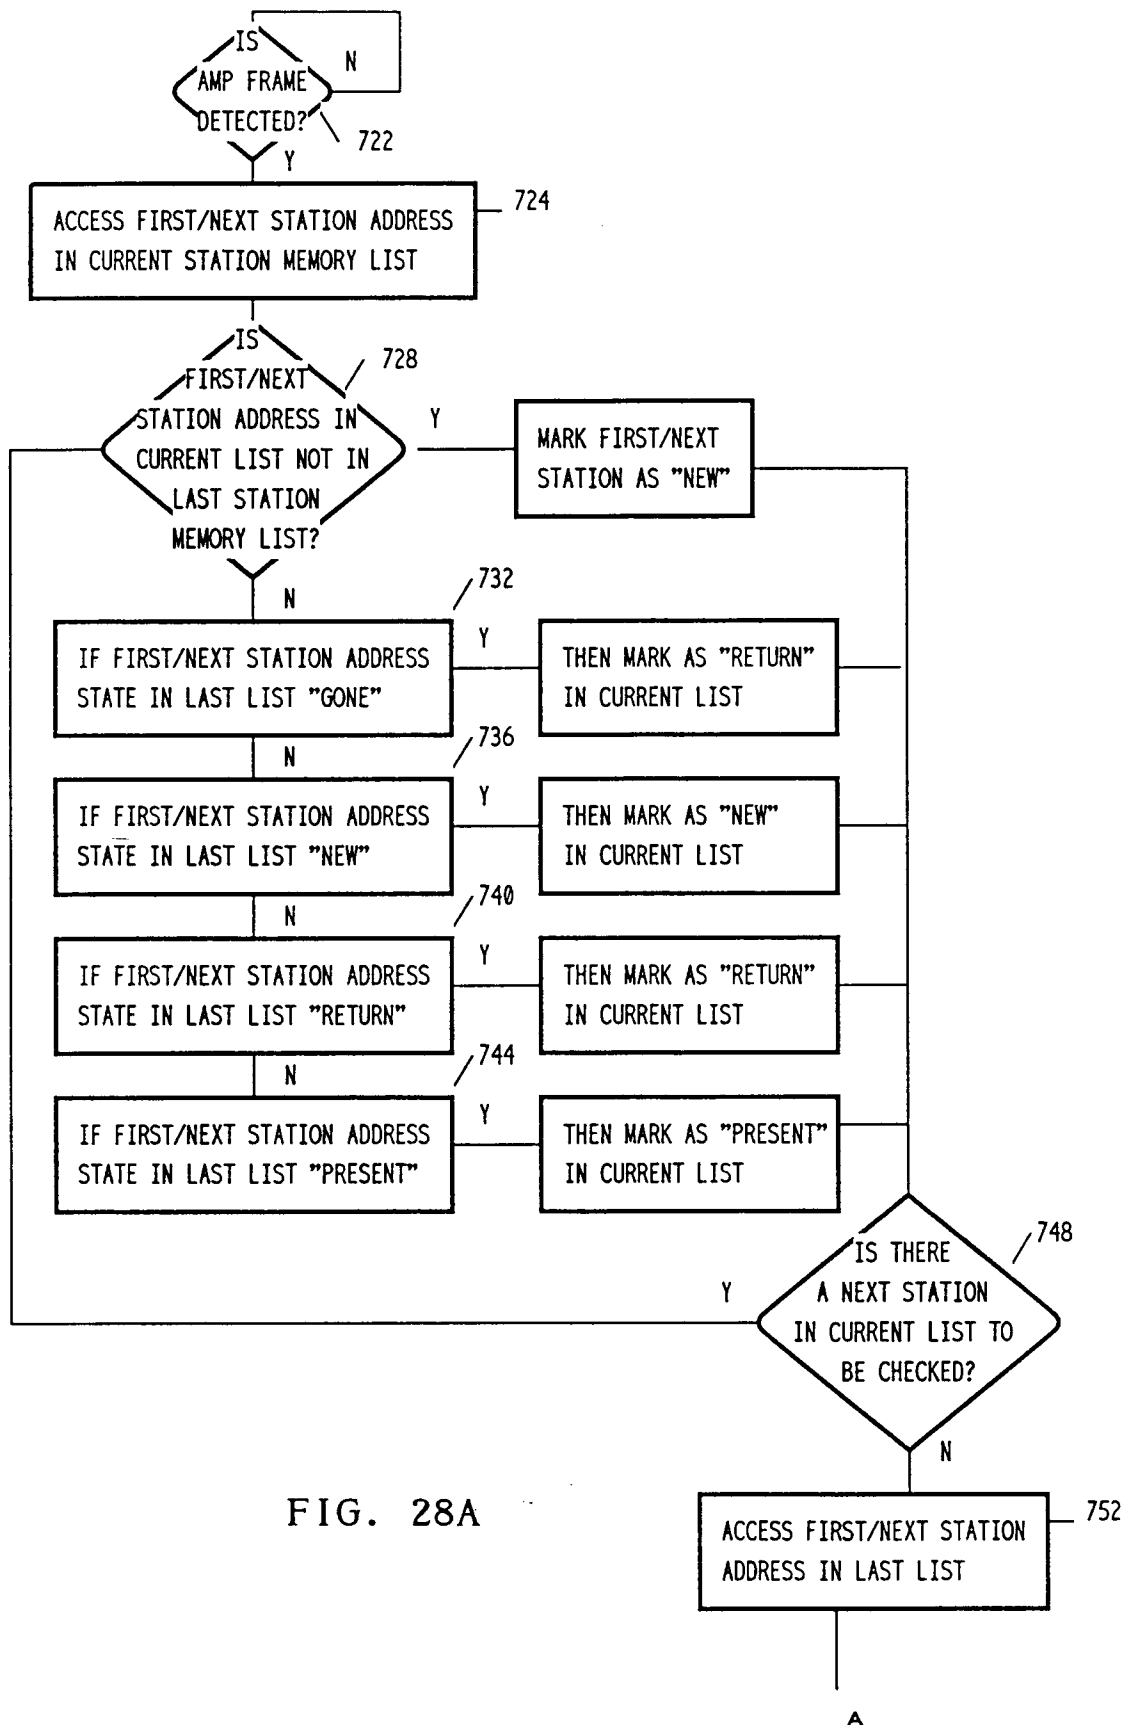 IS
AMP FRAME
DETECTED?
N
722
Y
ACCESS FIRST/NEXT STATION ADDRESS
IN CURRENT STATION MEMORY LIST
724
IS
FIRST/NEXT
STATION ADDRESS IN
CURRENT LIST NOT IN
LAST STATION
MEMORY LIST?
728
Y
MARK FIRST/NEXT
STATION AS "NEW"
N
732
IF FIRST/NEXT STATION ADDRESS
STATE IN LAST LIST "GONE"
Y
THEN MARK AS "RETURN"
IN CURRENT LIST
N
736
IF FIRST/NEXT STATION ADDRESS
STATE IN LAST LIST "NEW"
Y
THEN MARK AS "NEW"
IN CURRENT LIST
N
740
IF FIRST/NEXT STATION ADDRESS
STATE IN LAST LIST "RETURN"
Y
THEN MARK AS "RETURN"
IN CURRENT LIST
N
744
IF FIRST/NEXT STATION ADDRESS
STATE IN LAST LIST "PRESENT"
Y
THEN MARK AS "PRESENT"
IN CURRENT LIST
IS THERE
A NEXT STATION
IN CURRENT LIST TO
BE CHECKED?
748
Y
N
ACCESS FIRST/NEXT STATION
ADDRESS IN LAST LIST
752
A
FIG. 28A